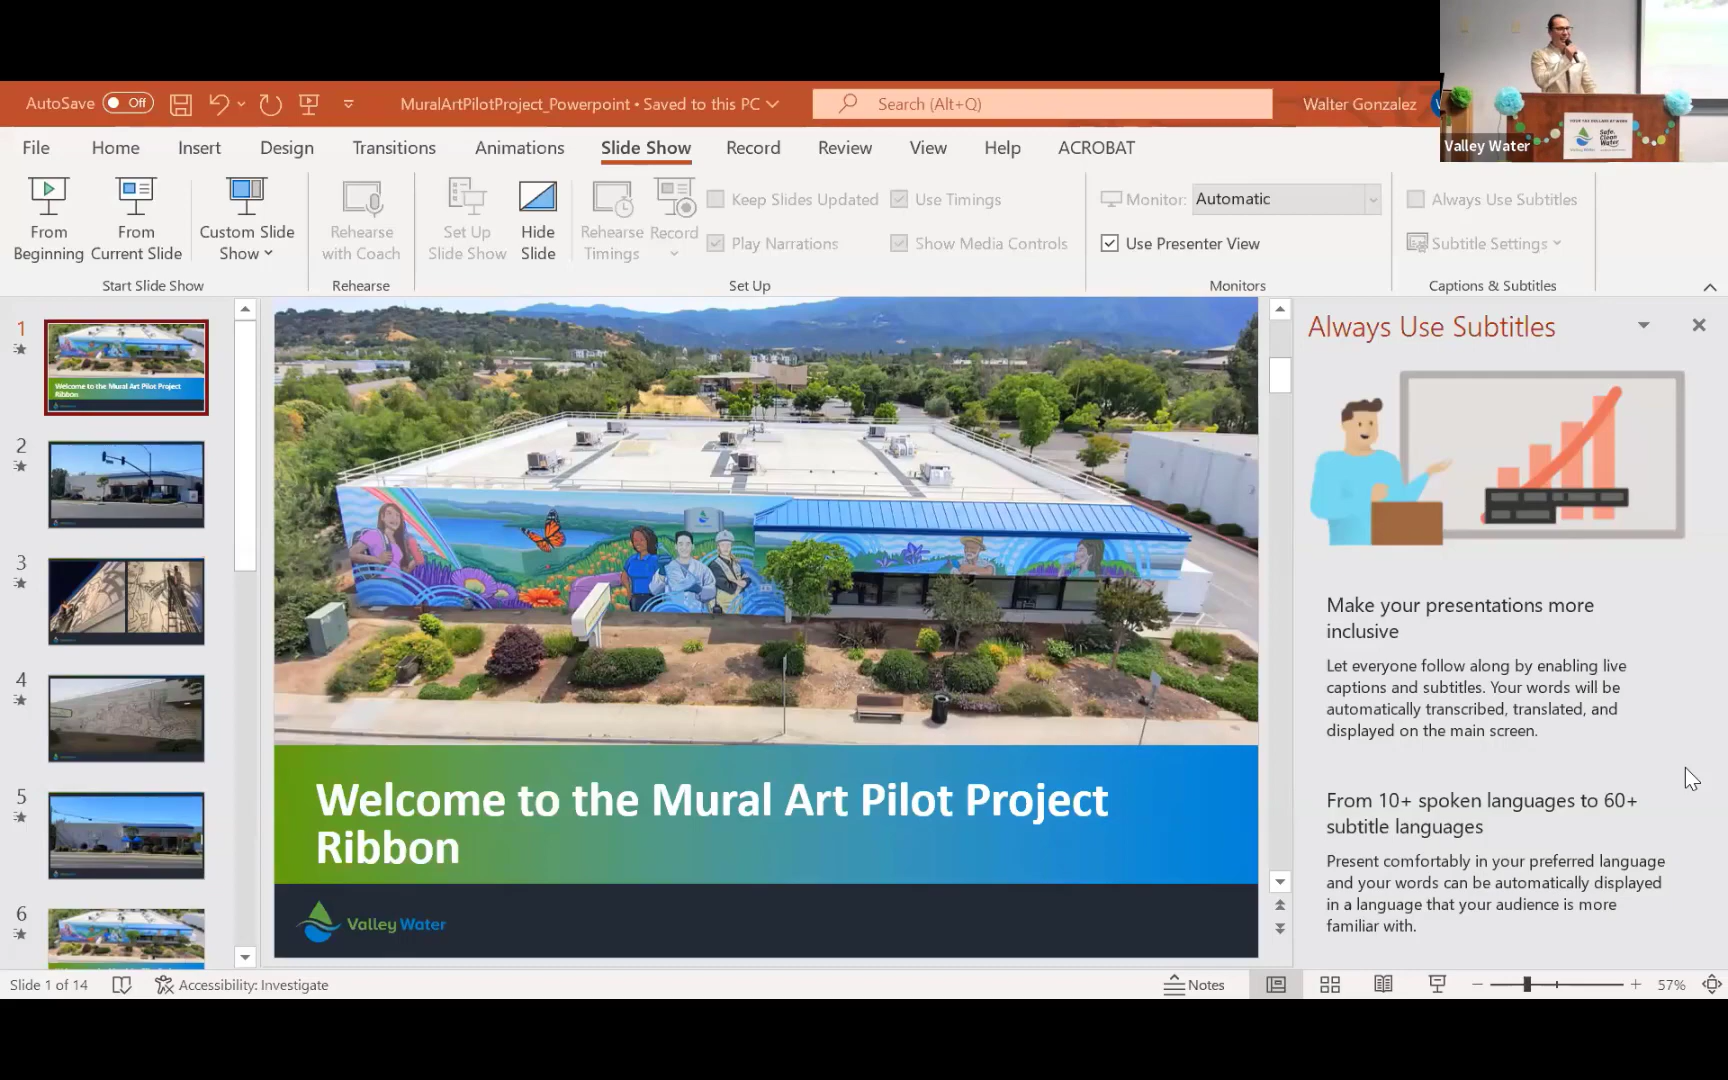 AutoSave Off
MuralArtPilotProject_Powerpoint • Saved to this PC
Search (Alt+Q)
Walter Gonzalez
Valley Water
File Home Insert Design Transitions Animations Slide Show Record Review View Help ACROBAT
From Beginning
From Current Slide
Custom Slide Show
Start Slide Show
Rehearse with Coach
Rehearse
Set Up Slide Show
Hide Slide
Rehearse Timings
Record
Keep Slides Updated
Play Narrations
Use Timings
Show Media Controls
Set Up
Monitor: Automatic
Use Presenter View
Monitors
Always Use Subtitles
Subtitle Settings
Captions & Subtitles
1
Welcome to the Mural Art Pilot Project
Ribbon
2
3
4
5
6
Welcome to the Mural Art Pilot Project
Ribbon
Valley Water
Always Use Subtitles
Make your presentations more
inclusive
Let everyone follow along by enabling live
captions and subtitles. Your words will be
automatically transcribed, translated, and
displayed on the main screen.
From 10+ spoken languages to 60+
subtitle languages
Present comfortably in your preferred language
and your words can be automatically displayed
in a language that your audience is more
familiar with.
Slide 1 of 14
Accessibility: Investigate
Notes
57%